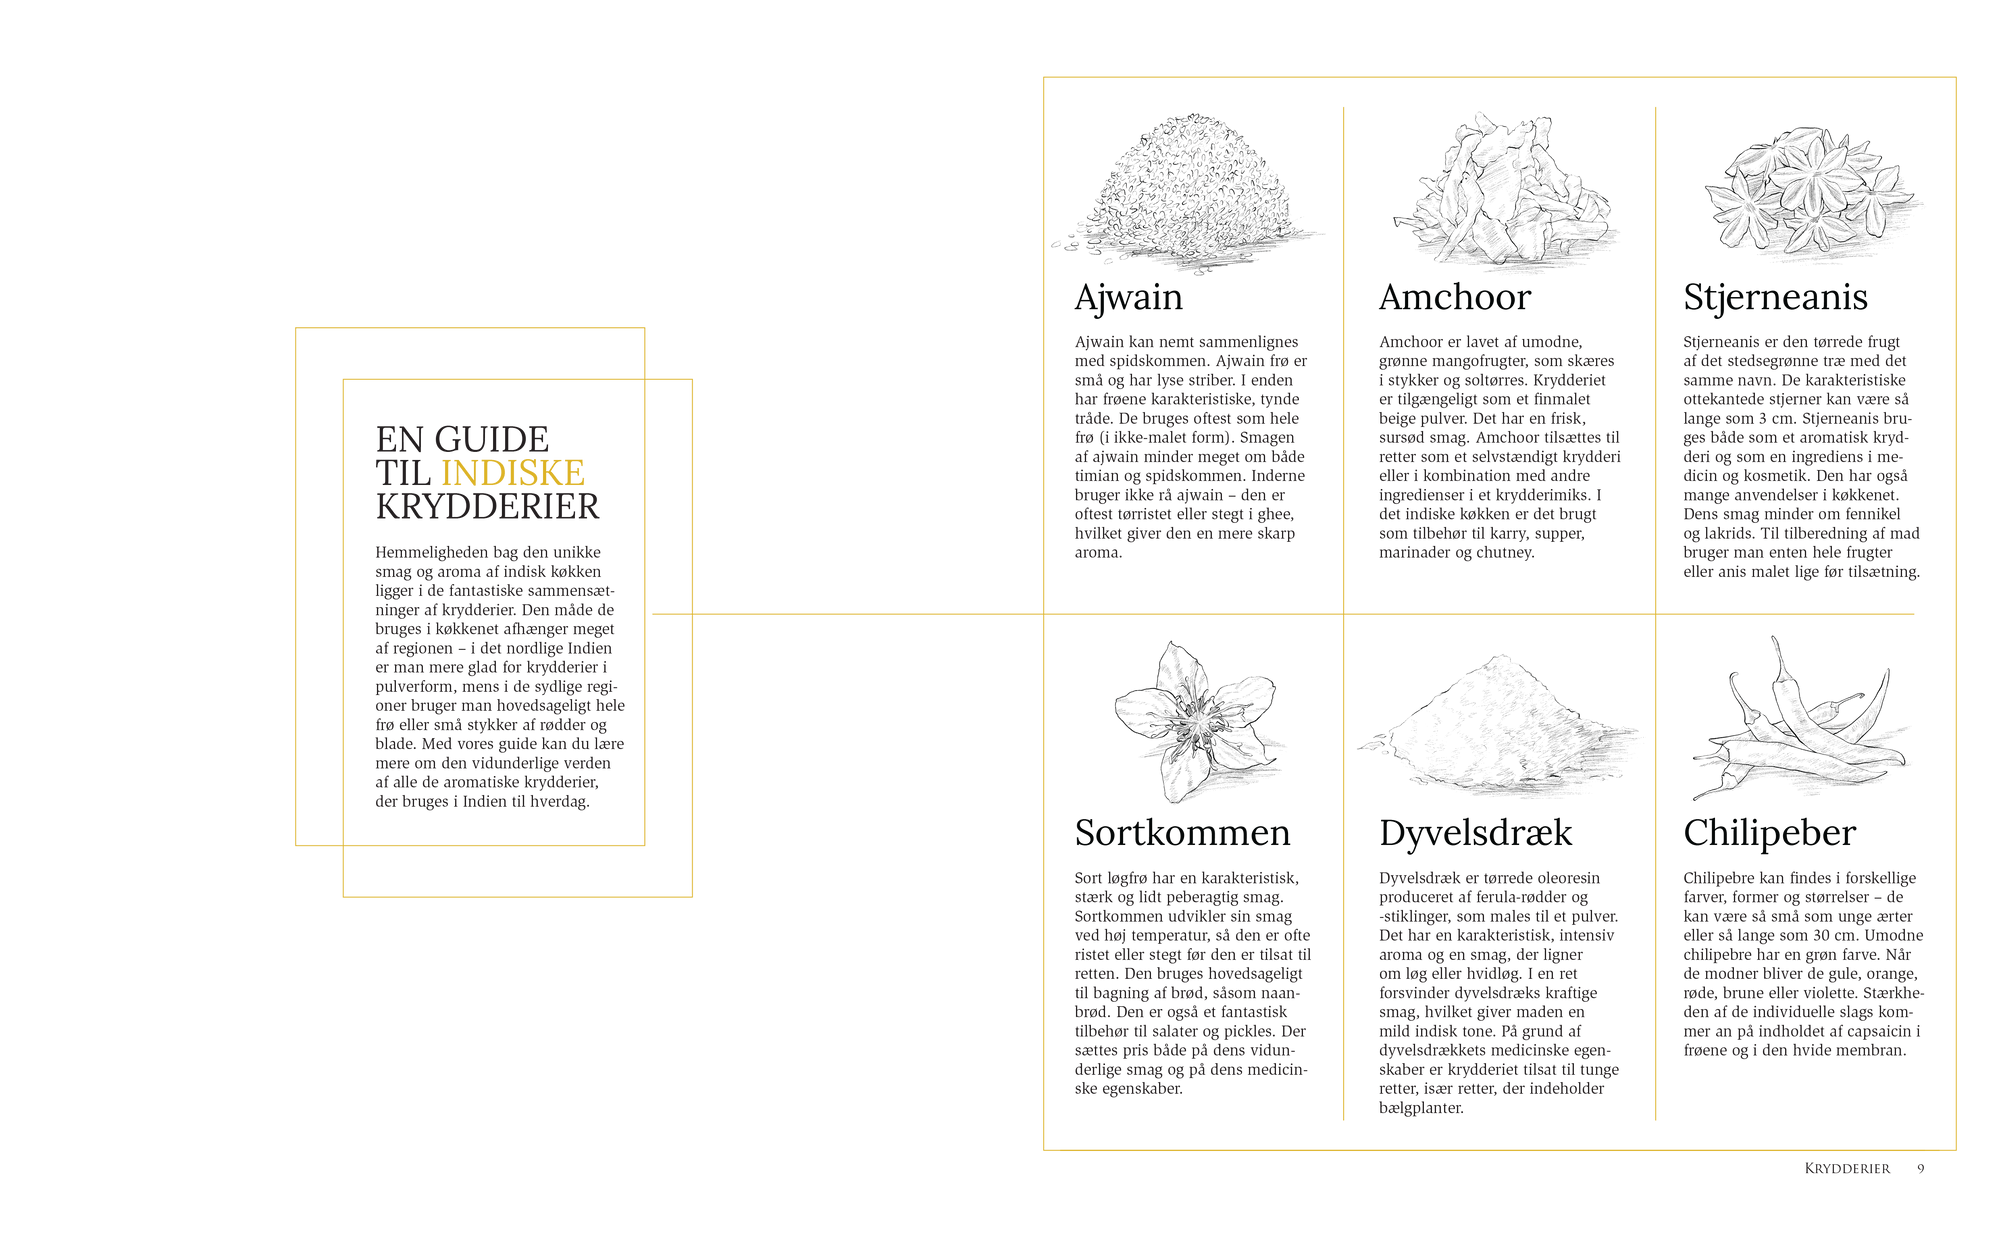 EN GUIDE
TIL INDISKE
KRYDDERIER
Hemmeligheden bag den unikke
smag og aroma af indisk køkken
ligger i de fantastiske sammensæt-
ninger af krydderier. Den måde de
bruges i køkkenet afhænger meget
af regionen – i det nordlige Indien
er man mere glad for krydderier i
pulverform, mens i de sydlige regi-
oner bruger man hovedsageligt hele
frø eller små stykker af rødder og
blade. Med vores guide kan du lære
mere om den vidunderlige verden
af alle de aromatiske krydderier,
der bruges i Indien til hverdag.
Ajwain
Ajwain kan nemt sammenlignes
med spidskommen. Ajwain frø er
små og har lyse striber. I enden
har frøene karakteristiske, tynde
tråde. De bruges oftest som hele
frø (i ikke-malet form). Smagen
af ajwain minder meget om både
timian og spidskommen. Inderne
bruger ikke rå ajwain – den er
oftest tørristet eller stegt i ghee,
hvilket giver den en mere skarp
aroma.
Amchoor
Amchoor er lavet af umodne,
grønne mangofrugter, som skæres
i stykker og soltørres. Krydderiet
er tilgængeligt som et finmalet
beige pulver. Det har en frisk,
sursød smag. Amchoor tilsættes til
retter som et selvstændigt krydderi
eller i kombination med andre
ingredienser i et krydderimiks. I
det indiske køkken er det brugt
som tilbehør til karry, supper,
marinader og chutney.
Stjerneanis
Stjerneanis er den tørrede frugt
af det stedsegrønne træ med det
samme navn. De karakteristiske
ottekantede stjerner kan være så
lange som 3 cm. Stjerneanis bru-
ges både som et aromatisk kryd-
deri og som en ingrediens i me-
dicin og kosmetik. Den har også
mange anvendelser i køkkenet.
Dens smag minder om fennikel
og lakrids. Til tilberedning af mad
bruger man enten hele frugter
eller anis malet lige før tilsætning.
Sortkommen
Sort løgfrø har en karakteristisk,
stærk og lidt peberagtig smag.
Sortkommen udvikler sin smag
ved høj temperatur, så den er ofte
ristet eller stegt før den er tilsat til
retten. Den bruges hovedsageligt
til bagning af brød, såsom naan-
brød. Den er også et fantastisk
tilbehør til salater og pickles. Der
sættes pris både på dens vidun-
derlige smag og på dens medicin-
ske egenskaber.
Dyvelsdræk
Dyvelsdræk er tørrede oleoresin
produceret af ferula-rødder og
-stiklinger, som males til et pulver.
Det har en karakteristisk, intensiv
aroma og en smag, der ligner
om løg eller hvidløg. I en ret
forsvinder dyvelsdræks kraftige
smag, hvilket giver maden en
mild indisk tone. På grund af
dyvelsdrækkets medicinske egen-
skaber er krydderiet tilsat til tunge
retter, især retter, der indeholder
bælgplanter.
Chilipeber
Chilipebre kan findes i forskellige
farver, former og størrelser – de
kan være så små som unge ærter
eller så lange som 30 cm. Umodne
chilipebre har en grøn farve. Når
de modner bliver de gule, orange,
røde, brune eller violette. Stærkhe-
den af de individuelle slags kom-
mer an på indholdet af capsaicin i
frøene og i den hvide membran.
Krydderier 9